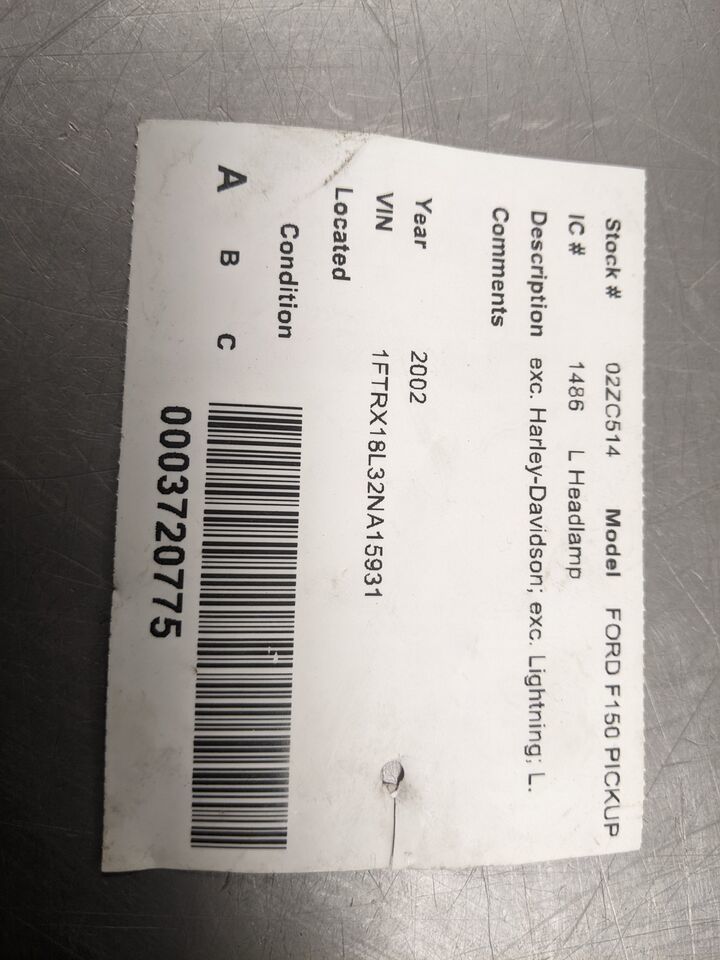 Stock # 02ZC514 Model FORD F150 PICKUP
IC # 1486 L Headlamp
Description exc. Harley-Davidson; exc. Lightning; L.
Comments
Year 2002
VIN 1FTRX18L32NA15931
Located
Condition
A B C
0003720775